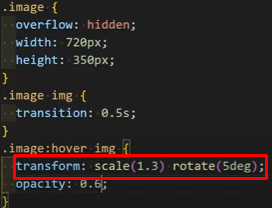 .image {
overflow: hidden;
width: 720px;
height: 350px;
}
.image img {
transition: 0.5s;
}
.image:hover img {
transform: scale(1.3) rotate(5deg);
opacity: 0.6;
}